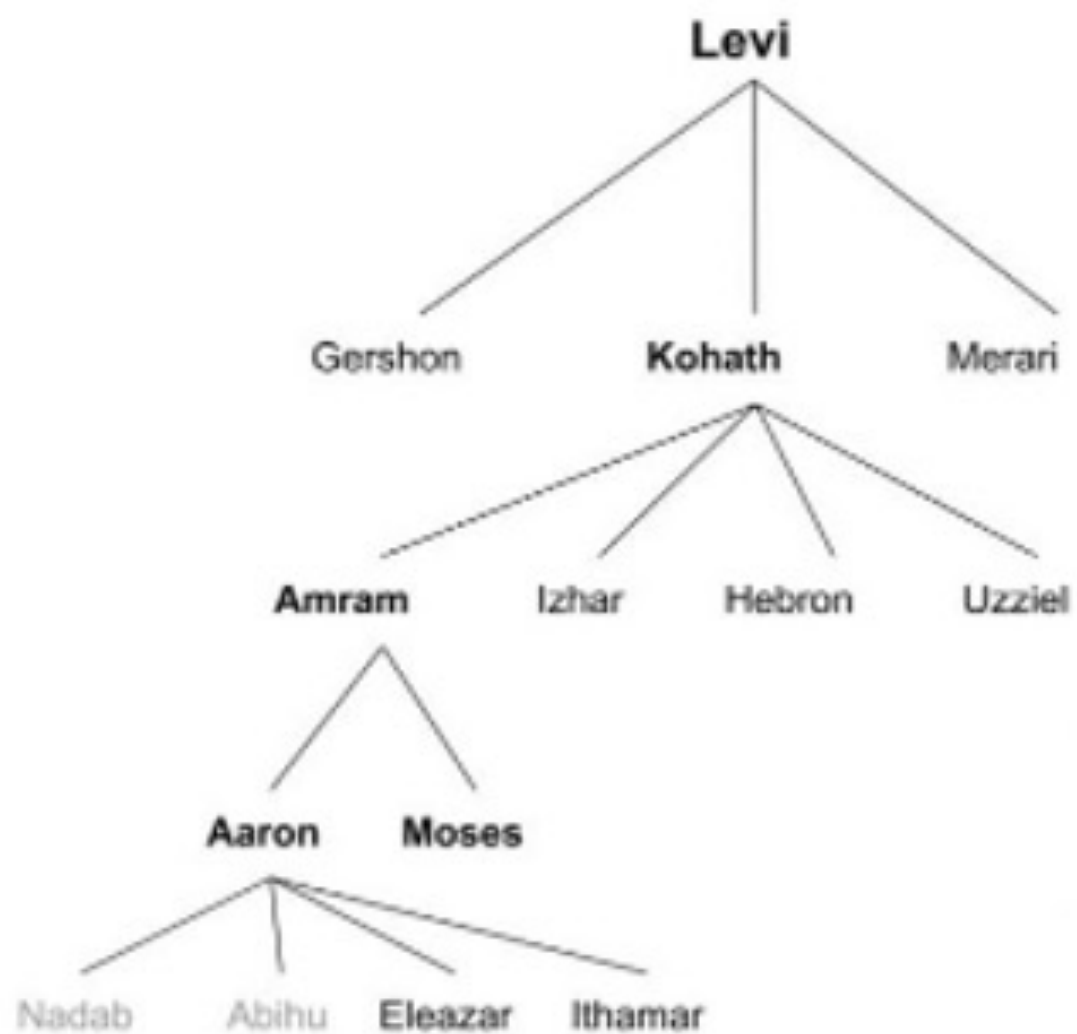 Levi
Gershon Kohath Merari
Amram Izhar Hebron Uzziel
Aaron Moses
Nadab Abihu Eleazar Ithamar